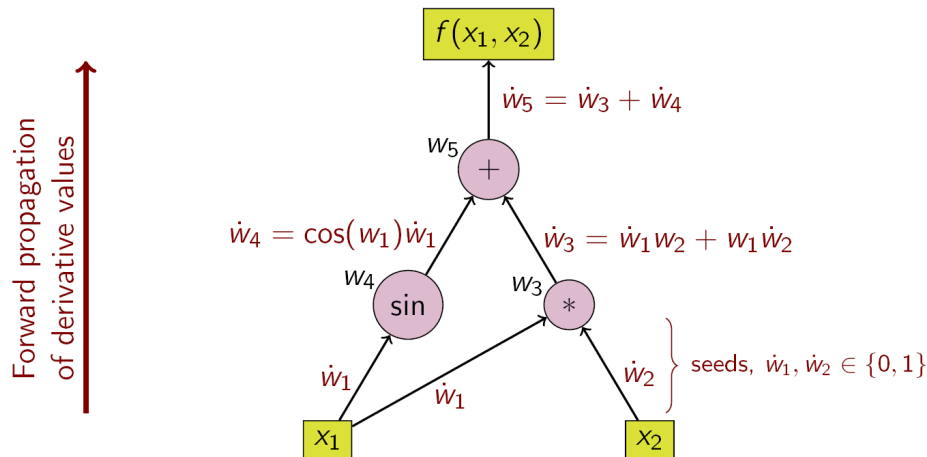 f(x₁, x₂)
ẇ₅ = ẇ₃ + ẇ₄
w₅
+
ẇ₄ = cos(w₁)ẇ₁
ẇ₃ = ẇ₁w₂ + w₁ẇ₂
w₄
sin
w₃
*
ẇ₁
ẇ₁
ẇ₂
seeds, ẇ₁, ẇ₂ ∈ {0, 1}
x₁
x₂
Forward propagation
of derivative values